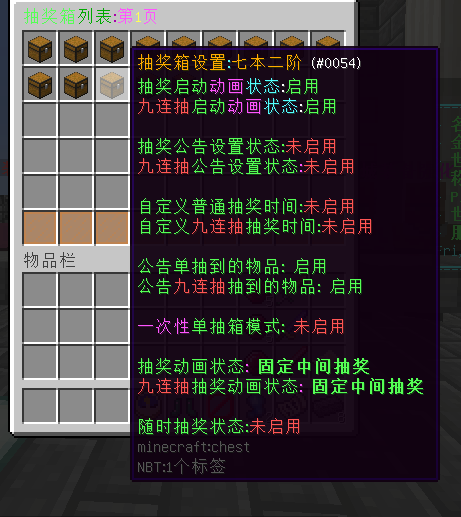 抽奖箱列表:第1页
抽奖箱设置:七本二阶 (#0054)
抽奖启动动画状态:启用
九连抽启动动画状态:启用
抽奖公告设置状态:未启用
九连抽公告设置状态:未启用
自定义普通抽奖时间:未启用
自定义九连抽抽奖时间:未启用
公告单抽到的物品: 启用
公告九连抽抽到的物品: 启用
一次性单抽箱模式: 未启用
抽奖动画状态: 固定中间抽奖
九连抽抽奖动画状态: 固定中间抽奖
随时抽奖状态:未启用
minecraft:chest
NBT:1个标签
物品栏